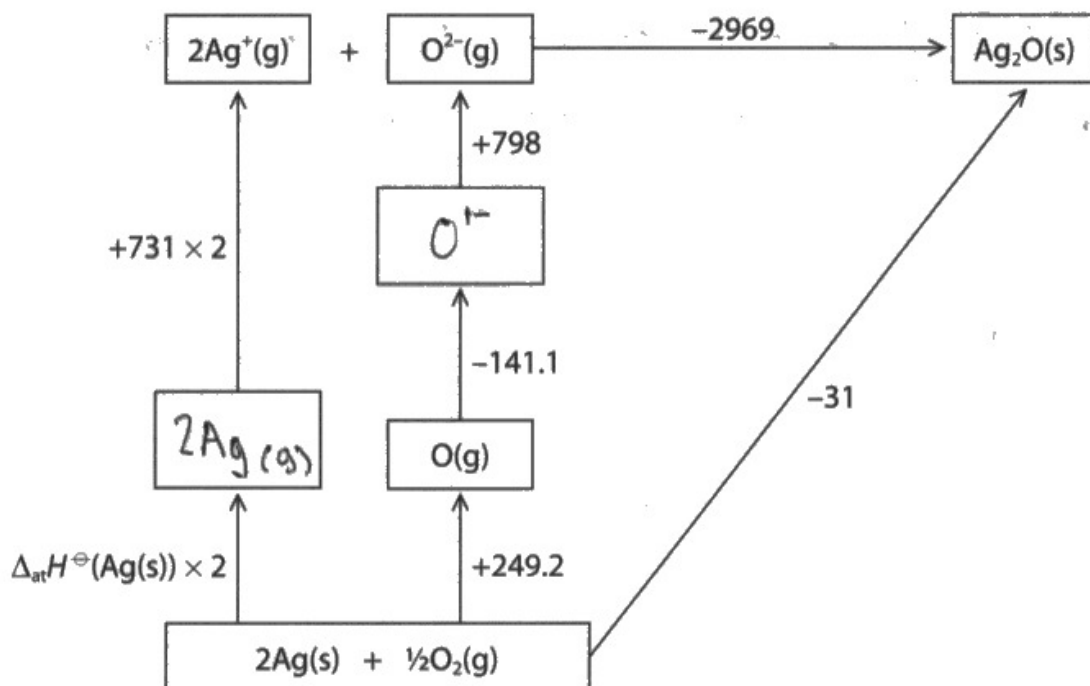 −2969
2Ag⁺(g) + O²⁻(g)
Ag₂O(s)
+798
O¹⁻
+731 × 2
−141.1
−31
2Ag (g)
O(g)
ΔₐₜH⦵(Ag(s)) × 2
+249.2
2Ag(s) + ½O₂(g)